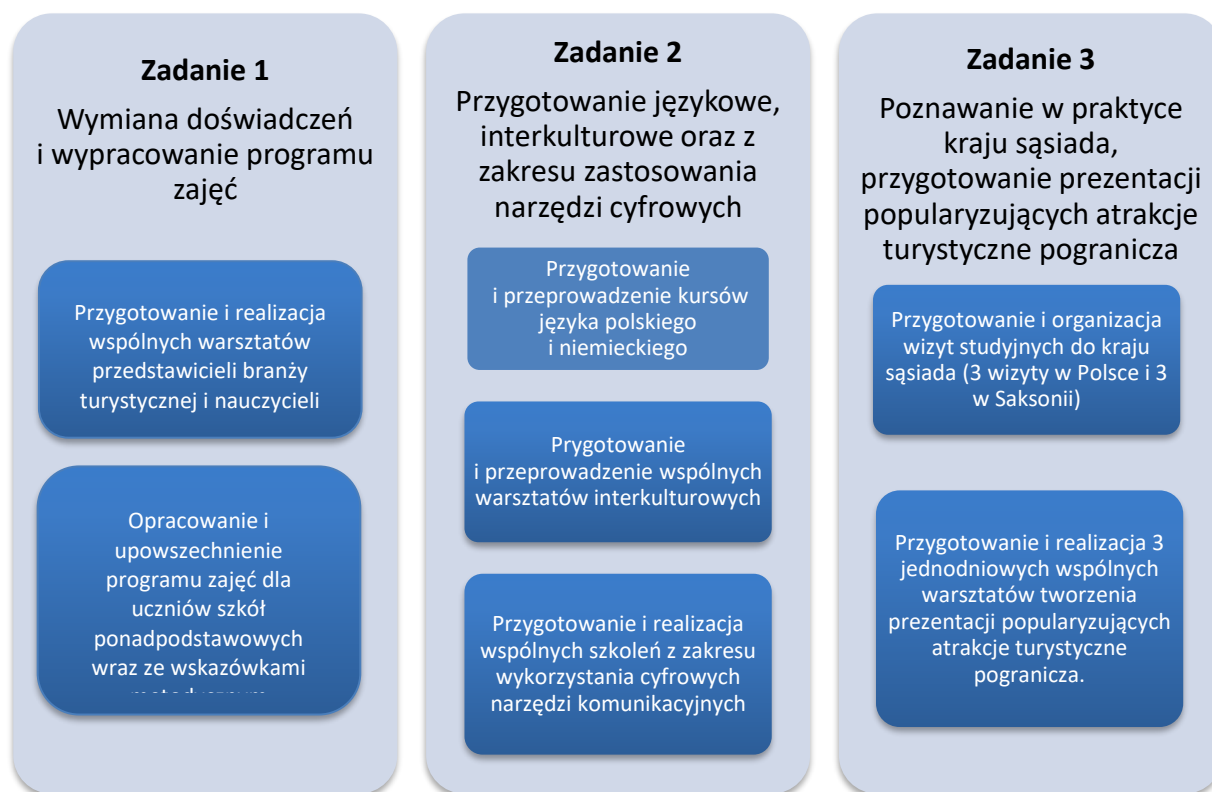 Zadanie 1
Wymiana doświadczeń
i wypracowanie programu
zajęć
Przygotowanie i realizacja
wspólnych warsztatów
przedstawicieli branży
turystycznej i nauczycieli
Opracowanie i
upowszechnienie
programu zajęć dla
uczniów szkół
ponadpodstawowych
wraz ze wskazówkami
Zadanie 2
Przygotowanie językowe,
interkulturowe oraz z
zakresu zastosowania
narzędzi cyfrowych
Przygotowanie
i przeprowadzenie kursów
języka polskiego
i niemieckiego
Prygotowanie
i przeprowadzenie wspólnych
warsztatów interkulturowych
Przygotowanie i realizacja
wspólnych szkoleń z zakresu
wykorzystania cyfrowych
narzędzi komunikacyjnych
Zadanie 3
Poznawanie w praktyce
kraju sąsiada,
przygotowanie prezentacji
popularyzujących atrakcje
turystyczne pogranicza
Przygotowanie i organizacja
wizyt studyjnych do kraju
sąsiada (3 wizyty w Polsce i 3
w Saksonii)
Przygotowanie i realizacja 3
jednodniowych wspólnych
warsztatów tworzenia
prezentacji popularyzujących
atrakcje turystyczne
pogranicza.